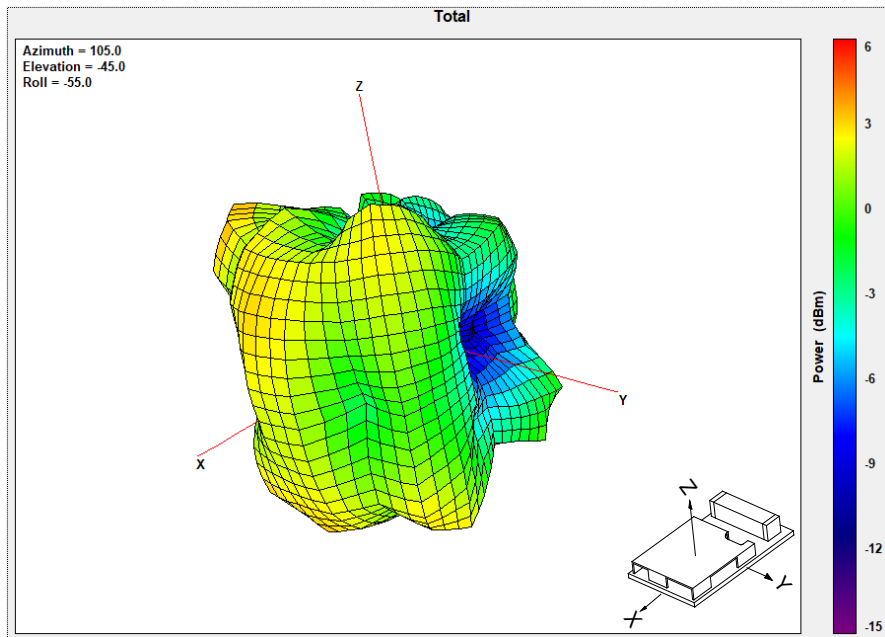 Total
Azimuth = 105.0
Elevation = -45.0
Roll = -55.0
Z
Y
X
6
3
0
-3
-6
-9
-12
-15
Power (dBm)
Z
Y
X